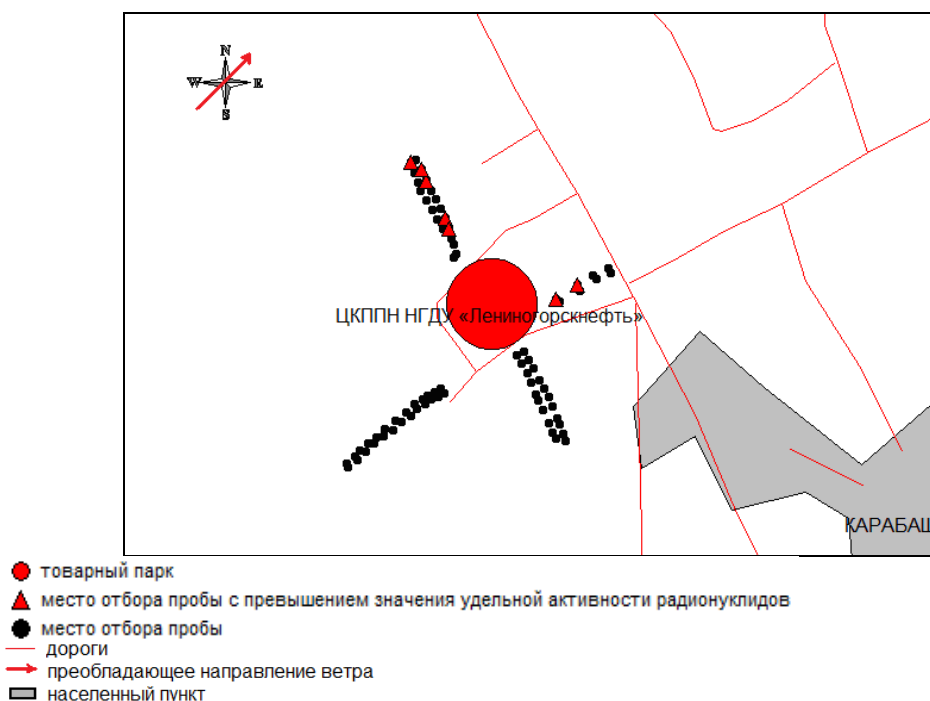 N
W E
S
ЦКППН НГДУ «Лениногорскнефть»
КАРАБАШ
товарный парк
место отбора пробы с превышением значения удельной активности радионуклидов
место отбора пробы
дороги
преобладающее направление ветра
населенный пункт